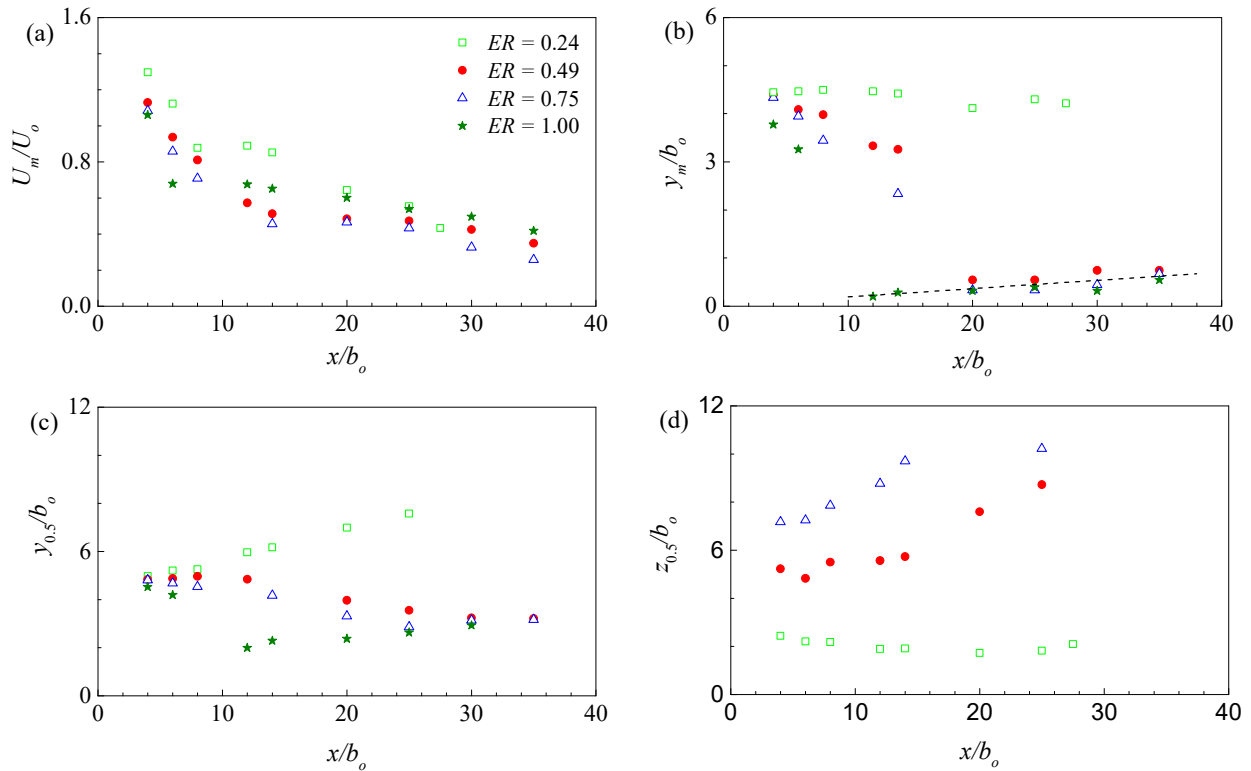 (a)
1.6
ER = 0.24
ER = 0.49
ER = 0.75
ER = 1.00
0.8
0.0
U_m/U_o
0
10
20
30
40
x/b_o
(b)
6
3
0
y_m/b_o
0
10
20
30
40
x/b_o
(c)
12
6
0
y_0.5/b_o
0
10
20
30
40
x/b_o
(d)
12
6
0
z_0.5/b_o
0
10
20
30
40
x/b_o